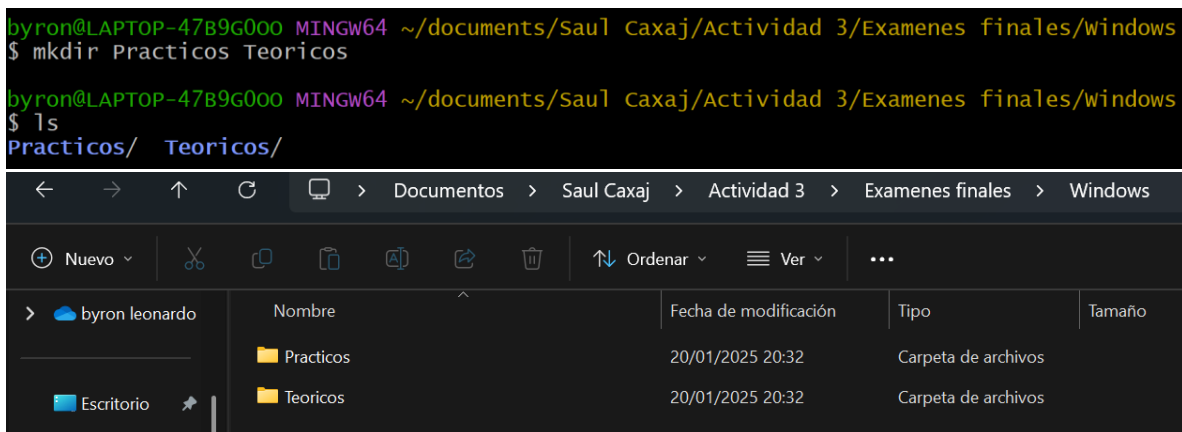 byron@LAPTOP-47B9G0OO MINGW64 ~/documents/Saul Caxaj/Actividad 3/Examenes finales/Windows
$ mkdir Practicos Teoricos
byron@LAPTOP-47B9G0OO MINGW64 ~/documents/Saul Caxaj/Actividad 3/Examenes finales/Windows
$ ls
Practicos/  Teoricos/
Documentos > Saul Caxaj > Actividad 3 > Examenes finales > Windows
Nuevo Ordenar Ver ...
byron leonardo Nombre Fecha de modificación Tipo Tamaño
Practicos 20/01/2025 20:32 Carpeta de archivos
Escritorio Teoricos 20/01/2025 20:32 Carpeta de archivos